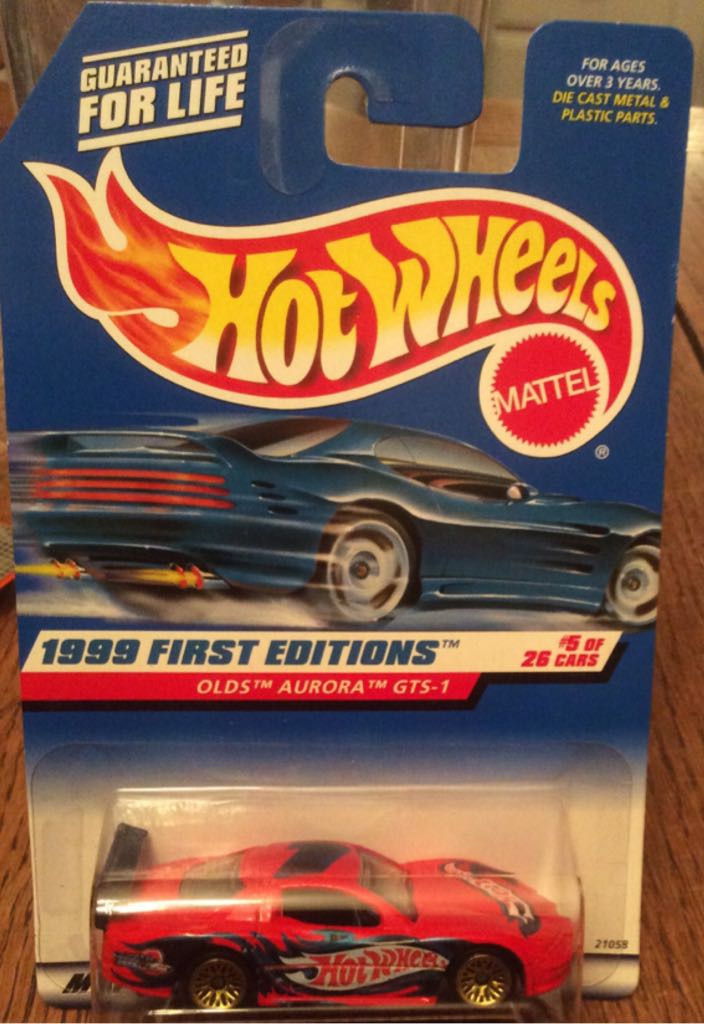 GUARANTEED
FOR LIFE
FOR AGES
OVER 3 YEARS.
DIE CAST METAL &
PLASTIC PARTS.
HOT WHEELS
MATTEL
®
1999 FIRST EDITIONS™
#5 OF
26 CARS
OLDS™ AURORA™ GTS-1
HOT WHEELS
21058